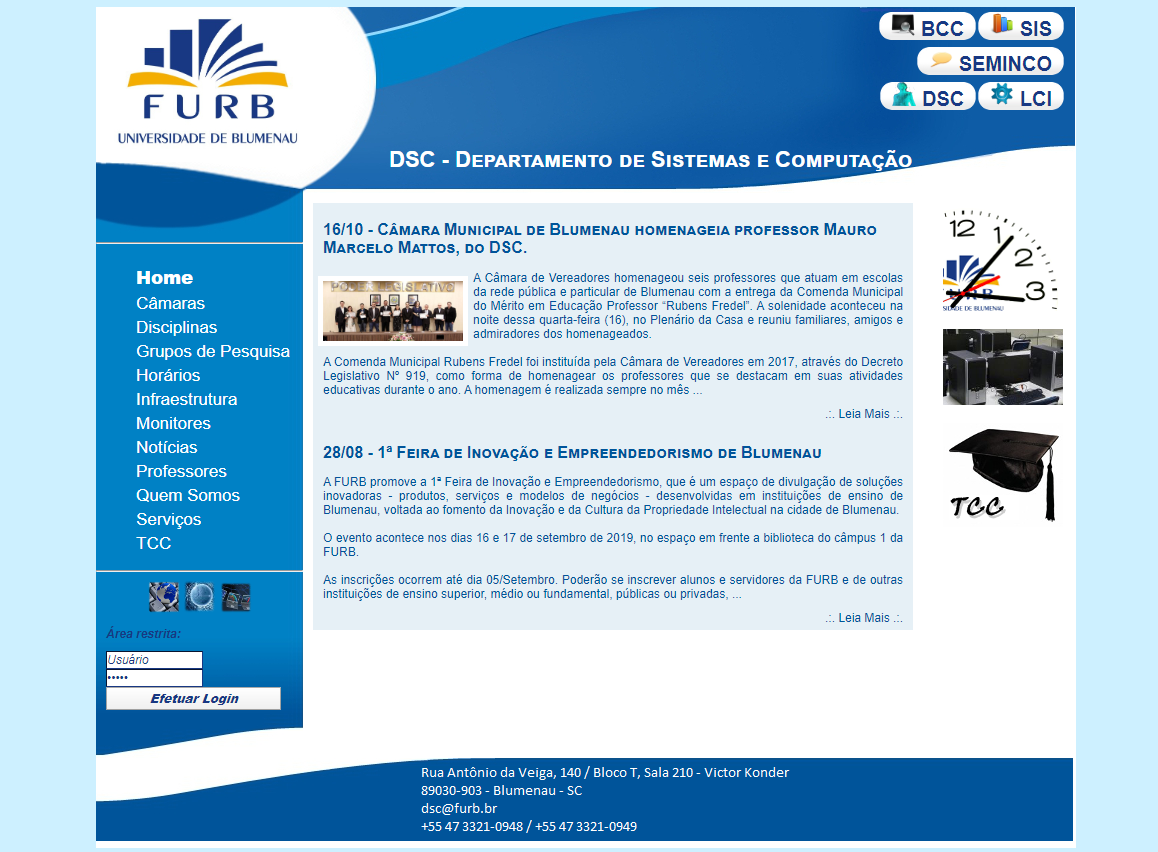 FURB
UNIVERSIDADE DE BLUMENAU
BCC
SIS
SEMINCO
DSC
LCI
DSC - Departamento de Sistemas e Computação
Home
Câmaras
Disciplinas
Grupos de Pesquisa
Horários
Infraestrutura
Monitores
Notícias
Professores
Quem Somos
Serviços
TCC
Área restrita:
Usuário
•••••
Efetuar Login
16/10 - Câmara Municipal de Blumenau homenageia professor Mauro
Marcelo Mattos, do DSC.
PODER LEGISLATIVO
A Câmara de Vereadores homenageou seis professores que atuam em escolas
da rede pública e particular de Blumenau com a entrega da Comenda Municipal
do Mérito em Educação Professor “Rubens Fredel”. A solenidade aconteceu na
noite dessa quarta-feira (16), no Plenário da Casa e reuniu familiares, amigos e
admiradores dos homenageados.
A Comenda Municipal Rubens Fredel foi instituída pela Câmara de Vereadores em 2017, através do Decreto
Legislativo Nº 919, como forma de homenagear os professores que se destacam em suas atividades
educativas durante o ano. A homenagem é realizada sempre no mês ...
.:. Leia Mais .:.
28/08 - 1ª Feira de Inovação e Empreendedorismo de Blumenau
A FURB promove a 1ª Feira de Inovação e Empreendedorismo, que é um espaço de divulgação de soluções
inovadoras - produtos, serviços e modelos de negócios - desenvolvidas em instituições de ensino de
Blumenau, voltada ao fomento da Inovação e da Cultura da Propriedade Intelectual na cidade de Blumenau.
O evento acontece nos dias 16 e 17 de setembro de 2019, no espaço em frente a biblioteca do câmpus 1 da
FURB.
As inscrições ocorrem até dia 05/Setembro. Poderão se inscrever alunos e servidores da FURB e de outras
instituições de ensino superior, médio ou fundamental, públicas ou privadas, ...
.:. Leia Mais .:.
12
1
2
3
FURB
TCC
Rua Antônio da Veiga, 140 / Bloco T, Sala 210 - Victor Konder
89030-903 - Blumenau - SC
dsc@furb.br
+55 47 3321-0948 / +55 47 3321-0949